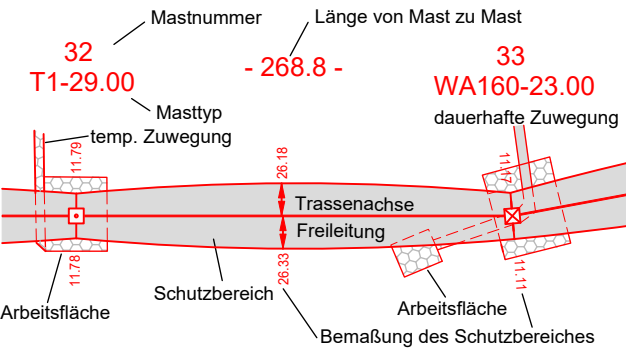 Mastnummer
Länge von Mast zu Mast
32
T1-29.00
- 268.8 -
33
WA160-23.00
Masttyp
temp. Zuwegung
dauerhafte Zuwegung
11.79
26.18
11.17
Trassenachse
Freileitung
11.78
26.33
11.11
Schutzbereich
Arbeitsfläche
Arbeitsfläche
Bemaßung des Schutzbereiches